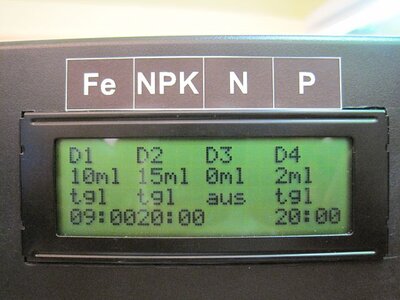 Fe NPK N P
D1 D2 D3 D4
10ml 15ml 0ml 2ml
tgl tgl aus tgl
09:0020:00 20:00